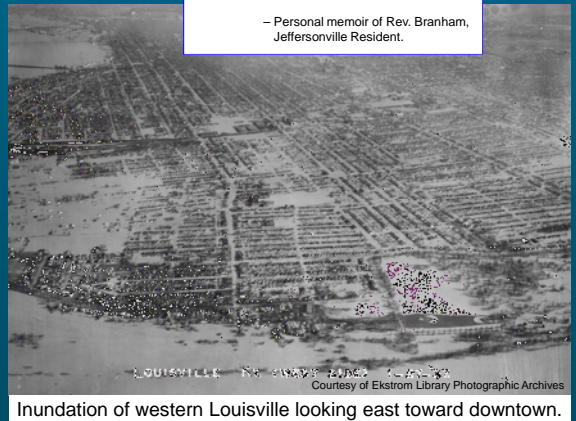 – Personal memoir of Rev. Branham,
Jeffersonville Resident.
LOUISVILLE
Courtesy of Ekstrom Library Photographic Archives
Inundation of western Louisville looking east toward downtown.